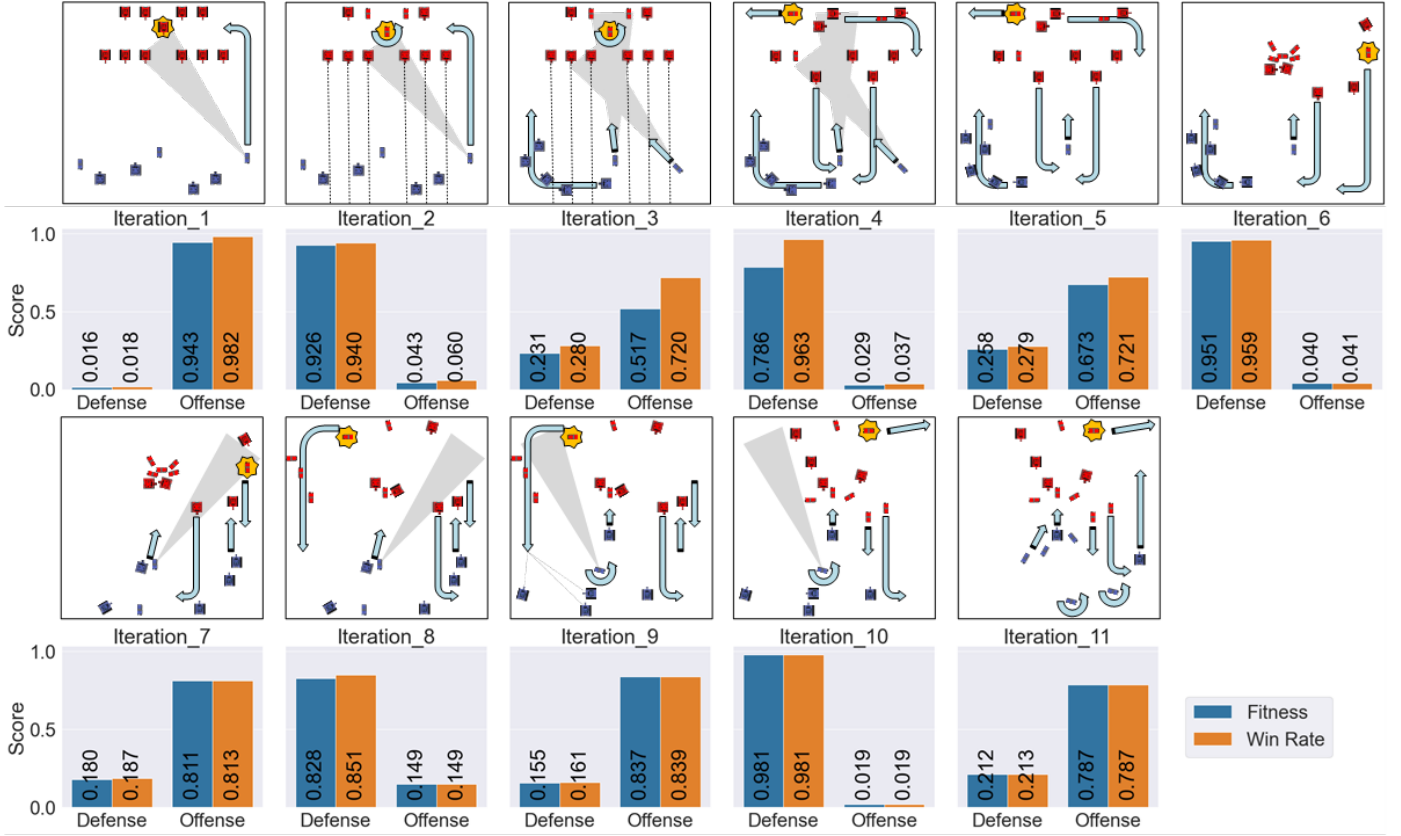 Iteration_1 Iteration_2 Iteration_3 Iteration_4 Iteration_5 Iteration_6
Score
1.0
0.5
0.0
0.016 0.018 0.943 0.982
0.926 0.940 0.043 0.060
0.231 0.280 0.517 0.720
0.786 0.963 0.029 0.037
0.258 0.279 0.673 0.721
0.951 0.959 0.040 0.041
Defense Offense Defense Offense Defense Offense Defense Offense Defense Offense Defense Offense
Iteration_7 Iteration_8 Iteration_9 Iteration_10 Iteration_11
Score
1.0
0.5
0.0
0.180 0.187 0.811 0.813
0.828 0.851 0.149 0.149
0.155 0.161 0.837 0.839
0.981 0.981 0.019 0.019
0.212 0.213 0.787 0.787
Defense Offense Defense Offense Defense Offense Defense Offense Defense Offense
Fitness
Win Rate